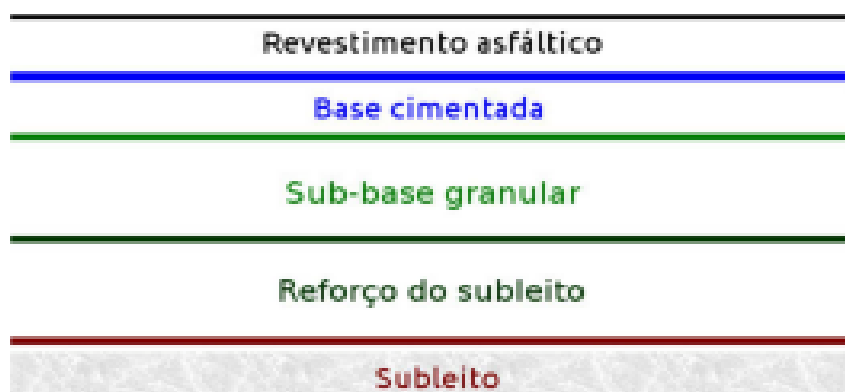 Revestimento asfáltico
Base cimentada
Sub-base granular
Reforço do subleito
Subleito